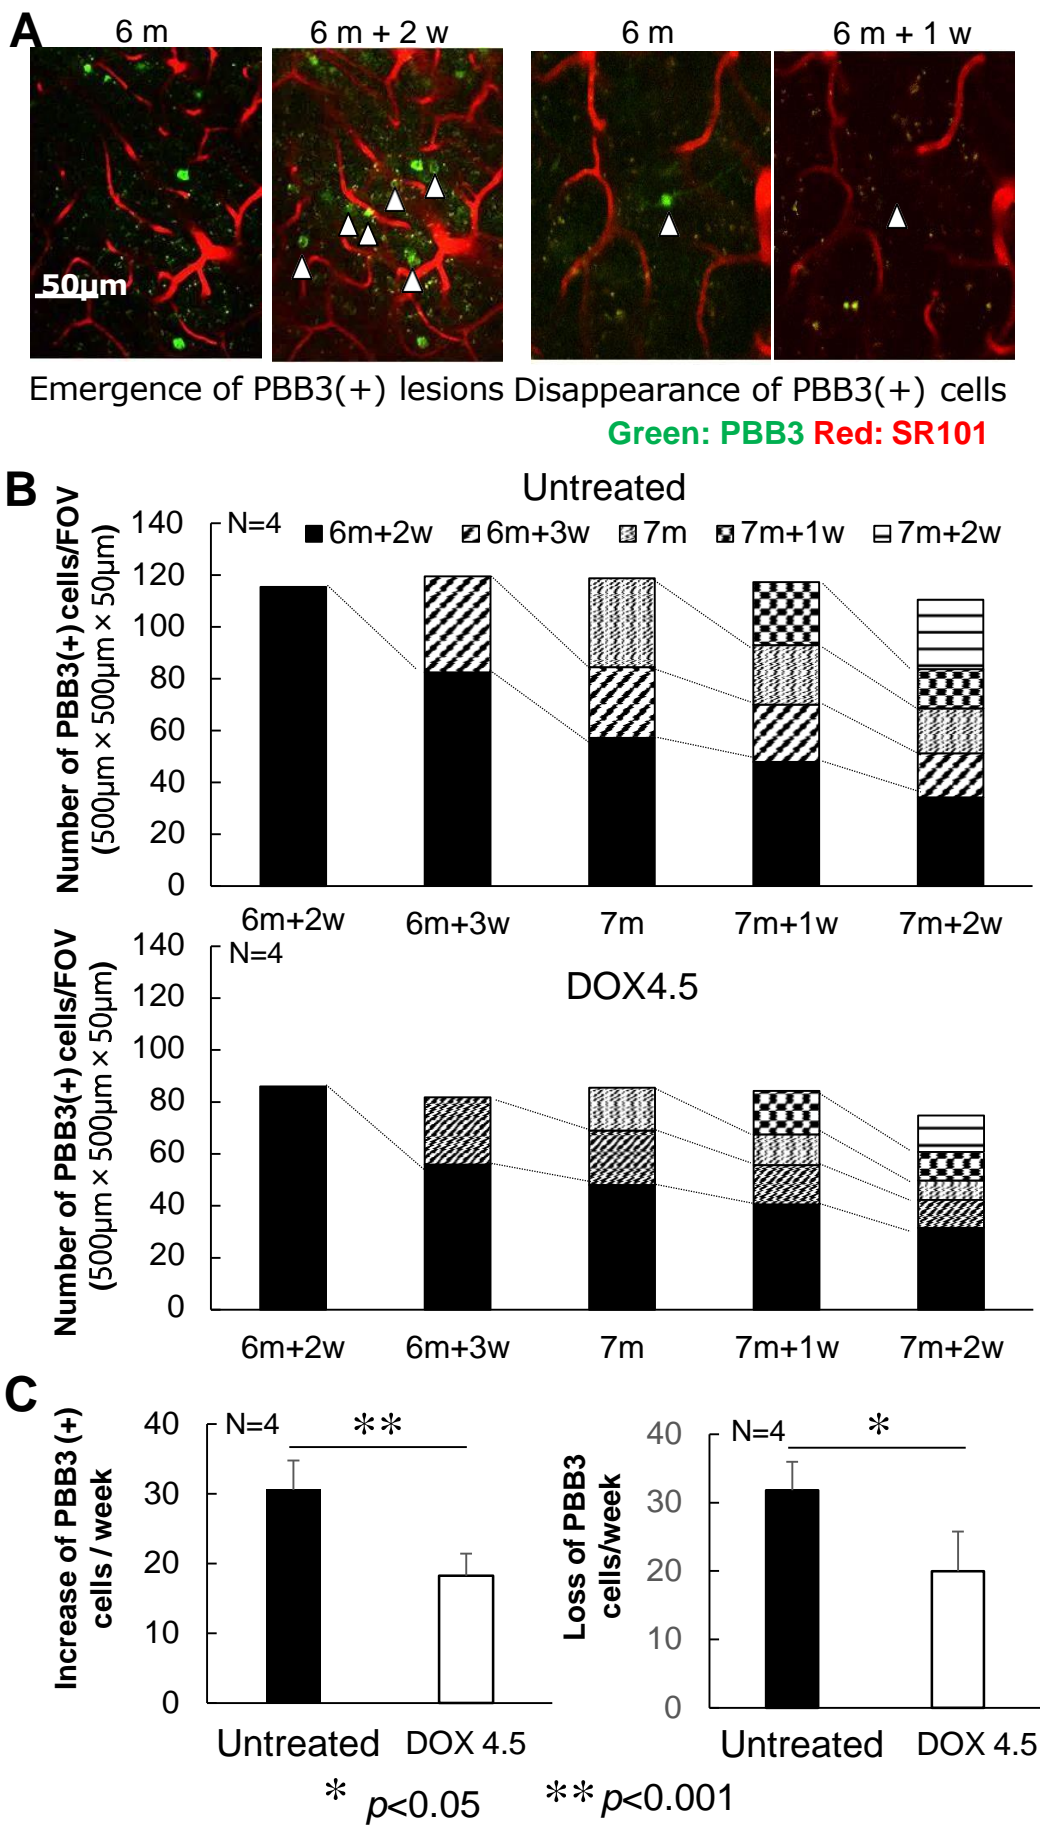 A
6 m
6 m + 2 w
6 m
6 m + 1 w
50μm
Emergence of PBB3(+) lesions
Disappearance of PBB3(+) cells
Green: PBB3 Red: SR101
B
Untreated
Number of PBB3(+) cells/FOV
(500μm × 500μm × 50μm)
140
120
100
80
60
40
20
0
N=4
6m+2w
6m+3w
7m
7m+1w
7m+2w
6m+2w
6m+3w
7m
7m+1w
7m+2w
Number of PBB3(+) cells/FOV
(500μm × 500μm × 50μm)
140
120
100
80
60
40
20
0
N=4
DOX4.5
6m+2w
6m+3w
7m
7m+1w
7m+2w
C
Increase of PBB3 (+)
cells / week
40
30
20
10
0
N=4
**
Untreated
DOX 4.5
Loss of PBB3
cells/week
40
30
20
10
0
N=4
*
Untreated
DOX 4.5
* p<0.05
** p<0.001